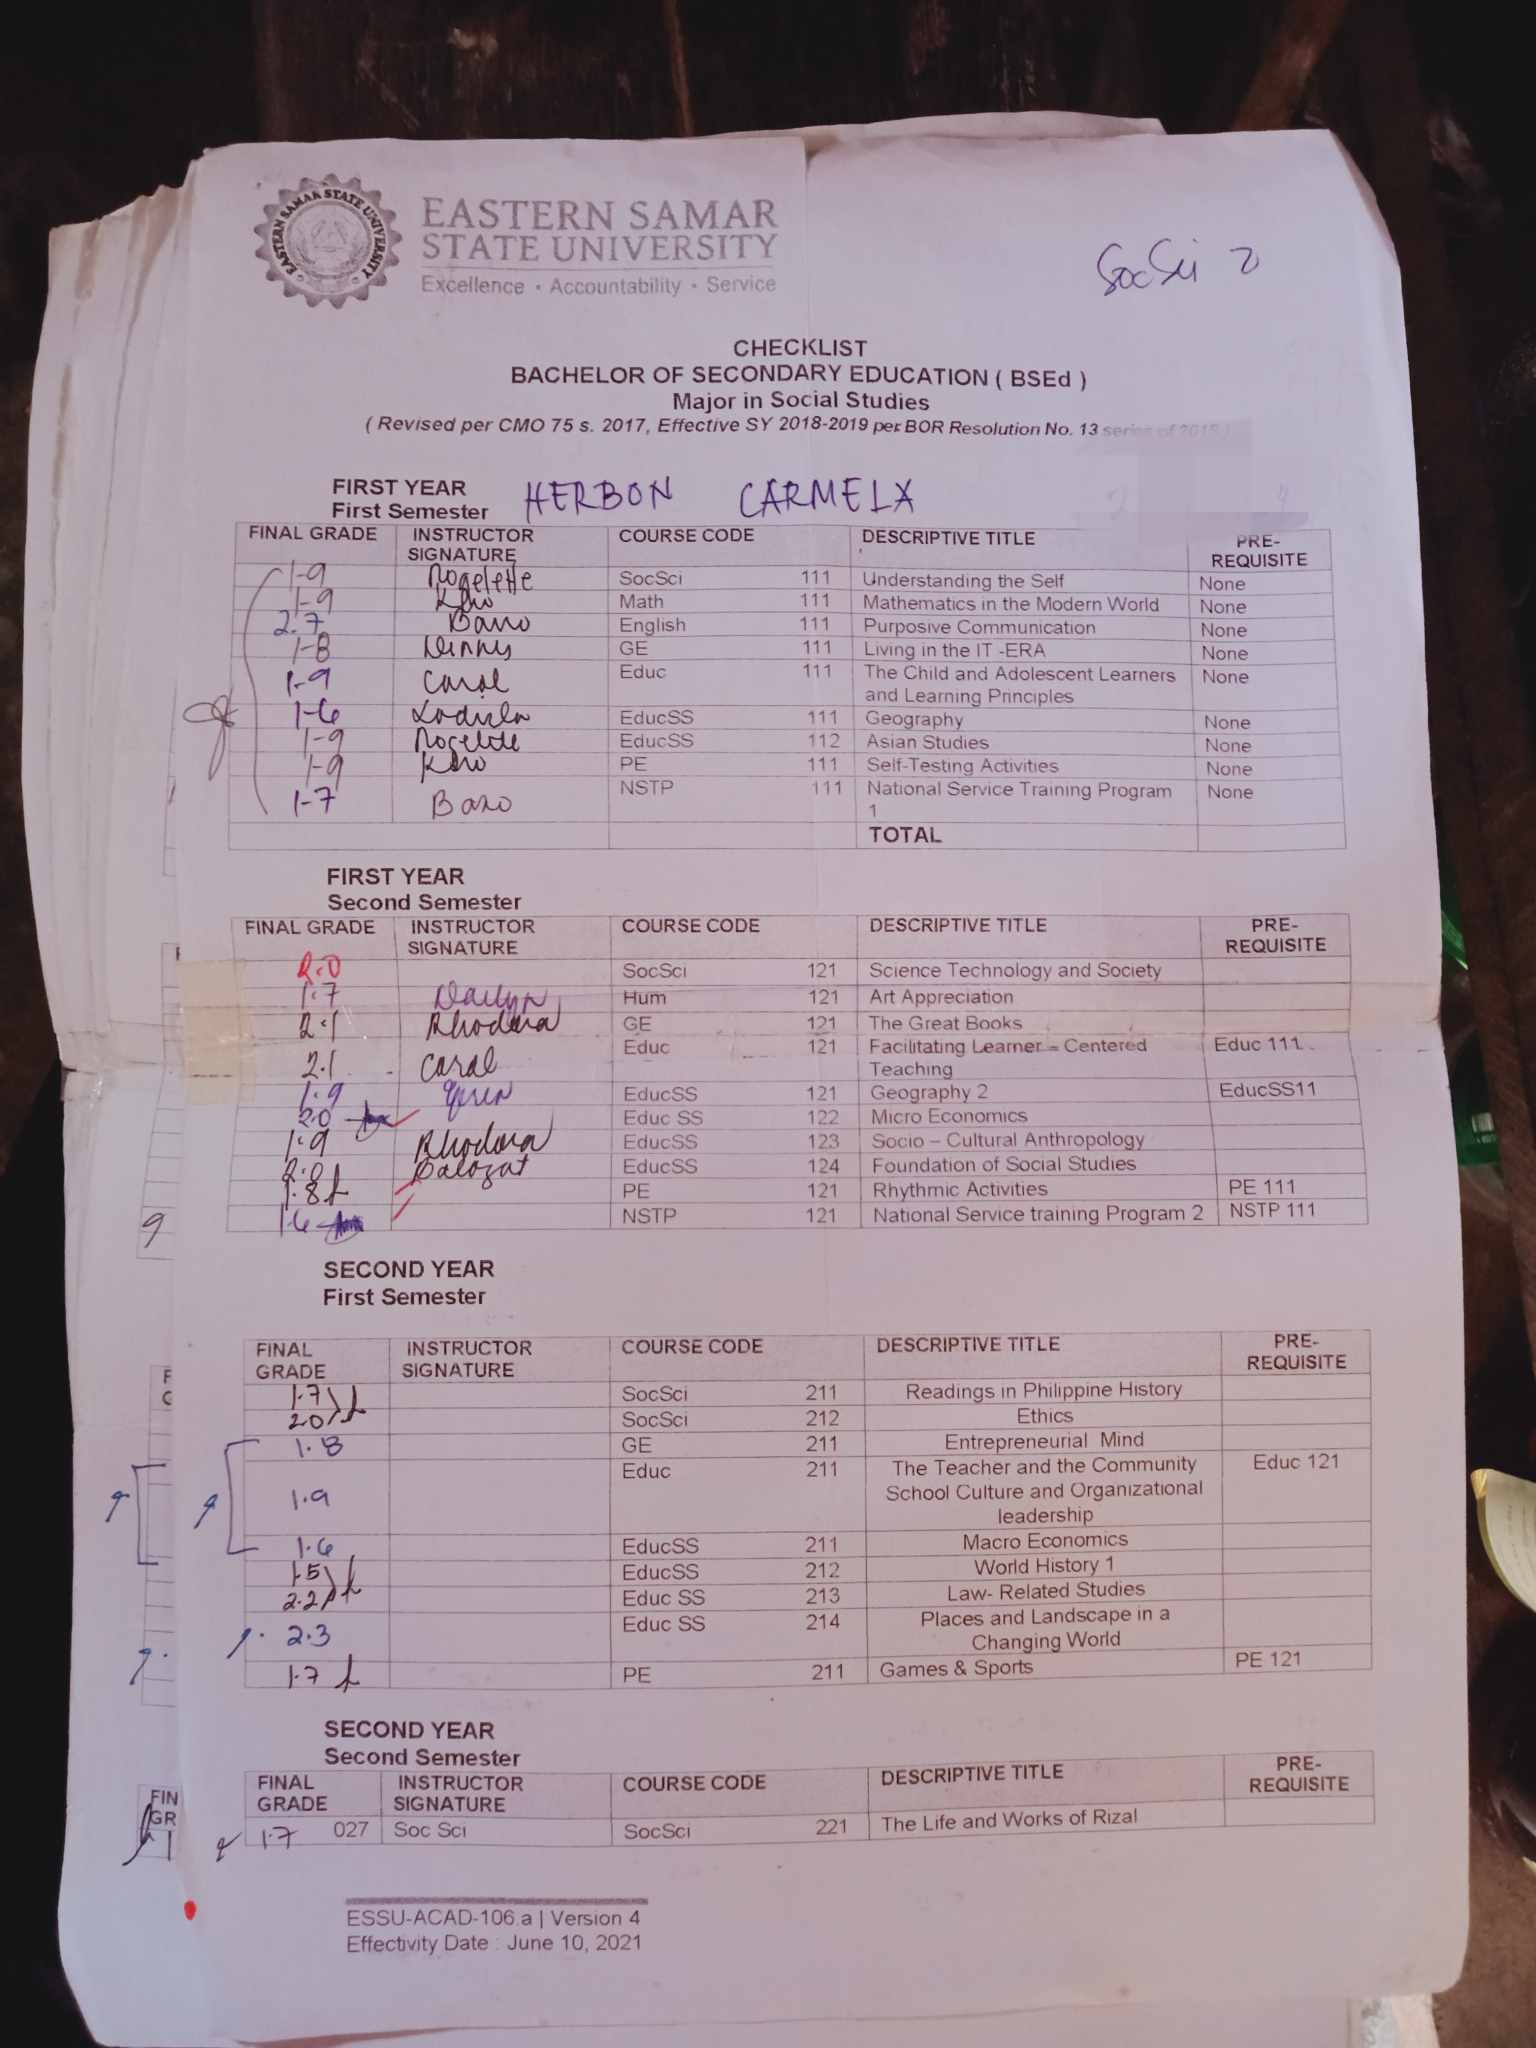 EASTERN SAMAR STATE UNIVERSITY
EASTERN SAMAR
STATE UNIVERSITY
Excellence • Accountability • Service
SocSci 2
CHECKLIST
BACHELOR OF SECONDARY EDUCATION ( BSEd )
Major in Social Studies
( Revised per CMO 75 s. 2017, Effective SY 2018-2019 per BOR Resolution No. 13 series of
FIRST YEAR
First Semester HERBON CARMELA
FINAL GRADE INSTRUCTOR SIGNATURE COURSE CODE DESCRIPTIVE TITLE PRE-REQUISITE
1-9 Rogelette SocSci 111 Understanding the Self None
1-9 Math 111 Mathematics in the Modern World None
2.7 English 111 Purposive Communication None
1-8 GE 111 Living in the IT -ERA None
1-9 Caral Educ 111 The Child and Adolescent Learners and Learning Principles None
1-6 EducSS 111 Geography None
1-9 EducSS 112 Asian Studies None
1-9 PE 111 Self-Testing Activities None
1-7 NSTP 111 National Service Training Program 1 None
TOTAL
FIRST YEAR
Second Semester
FINAL GRADE INSTRUCTOR SIGNATURE COURSE CODE DESCRIPTIVE TITLE PRE-REQUISITE
2.0 SocSci 121 Science Technology and Society
1.7 Hum 121 Art Appreciation
2.1 Rhodora GE 121 The Great Books
2.1 Caral Educ 121 Facilitating Learner – Centered Teaching Educ 111
1.9 EducSS 121 Geography 2 EducSS11
2.0 Educ SS 122 Micro Economics
1.9 Rhodora EducSS 123 Socio – Cultural Anthropology
EducSS 124 Foundation of Social Studies
1.8 PE 121 Rhythmic Activities PE 111
1.6 NSTP 121 National Service training Program 2 NSTP 111
9
SECOND YEAR
First Semester
FINAL GRADE INSTRUCTOR SIGNATURE COURSE CODE DESCRIPTIVE TITLE PRE-REQUISITE
1.7 SocSci 211 Readings in Philippine History
2.0 SocSci 212 Ethics
1.8 GE 211 Entrepreneurial Mind
1.9 Educ 211 The Teacher and the Community School Culture and Organizational leadership Educ 121
1.6 EducSS 211 Macro Economics
1.5 EducSS 212 World History 1
2.2 Educ SS 213 Law- Related Studies
2.3 Educ SS 214 Places and Landscape in a Changing World
1.7 PE 211 Games & Sports PE 121
SECOND YEAR
Second Semester
FINAL GRADE INSTRUCTOR SIGNATURE COURSE CODE DESCRIPTIVE TITLE PRE-REQUISITE
1.7 027 Soc Sci SocSci 221 The Life and Works of Rizal
FIN
GR
ESSU-ACAD-106.a | Version 4
Effectivity Date : June 10, 2021